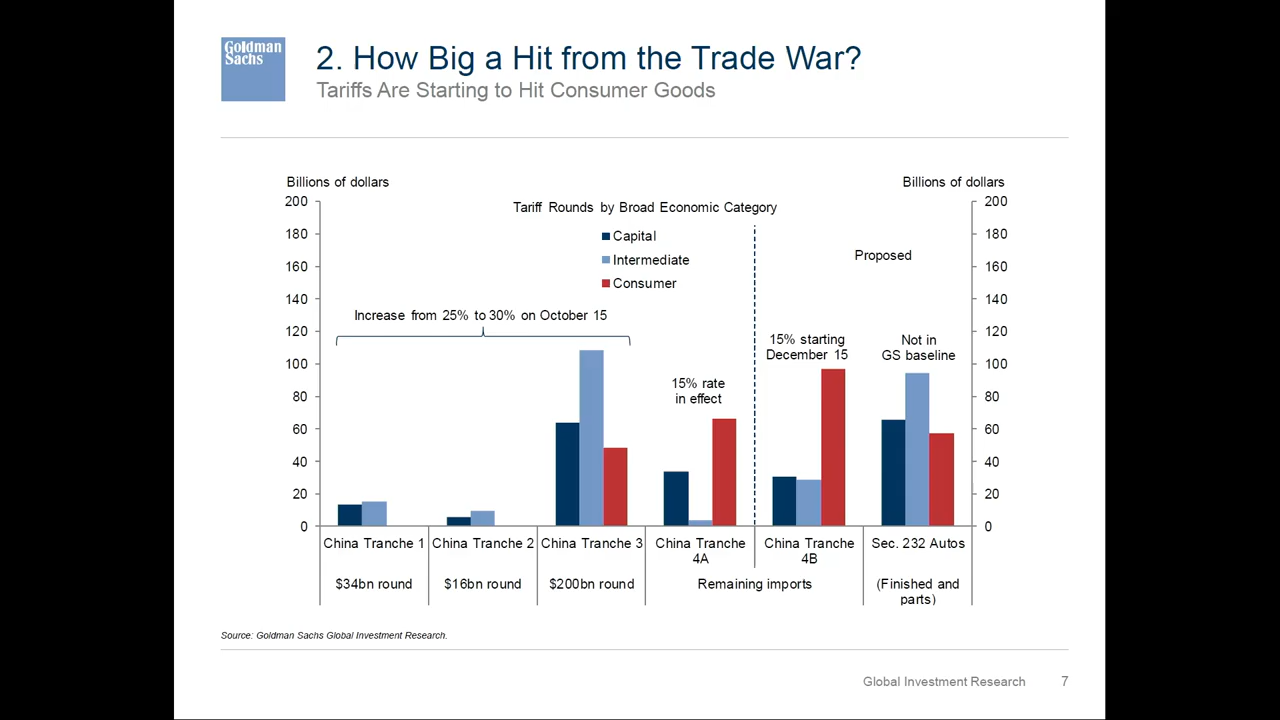 Goldman
Sachs
2. How Big a Hit from the Trade War?
Tariffs Are Starting to Hit Consumer Goods
Billions of dollars
Billions of dollars
200
180
160
140
120
100
80
60
40
20
0
Tariff Rounds by Broad Economic Category
Capital
Intermediate
Consumer
Proposed
Increase from 25% to 30% on October 15
15% rate
in effect
15% starting
December 15
Not in
GS baseline
200
180
160
140
120
100
80
60
40
20
0
China Tranche 1
China Tranche 2
China Tranche 3
China Tranche
4A
China Tranche
4B
Sec. 232 Autos
$34bn round
$16bn round
$200bn round
Remaining imports
(Finished and
parts)
Source: Goldman Sachs Global Investment Research.
Global Investment Research
7